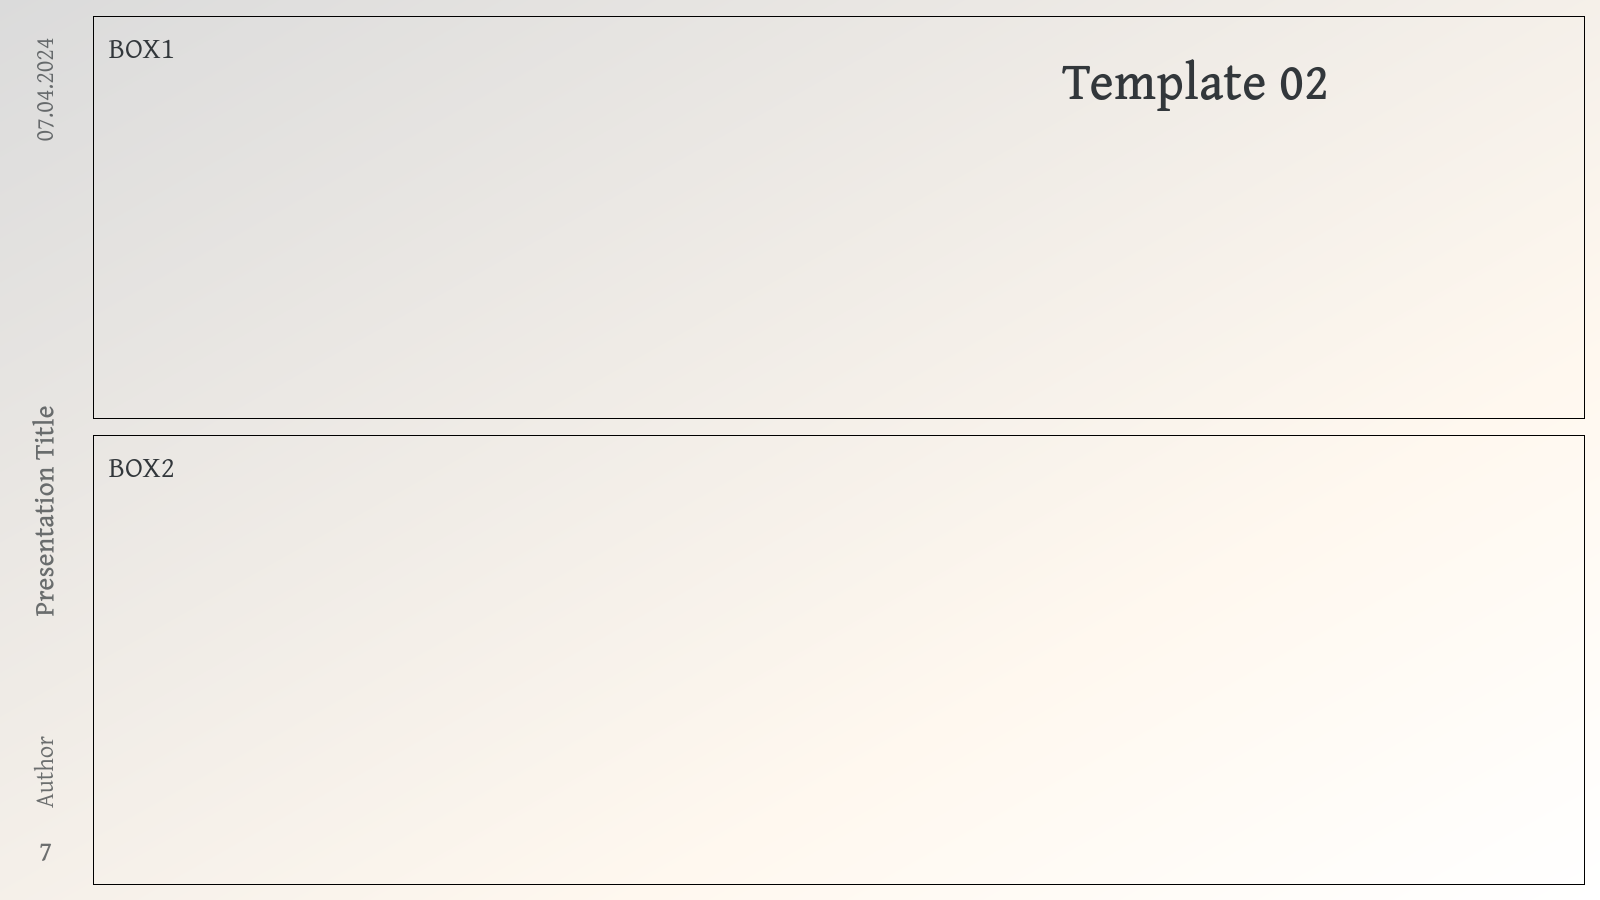 07.04.2024
Presentation Title
Author
7
BOX1
Template 02
BOX2